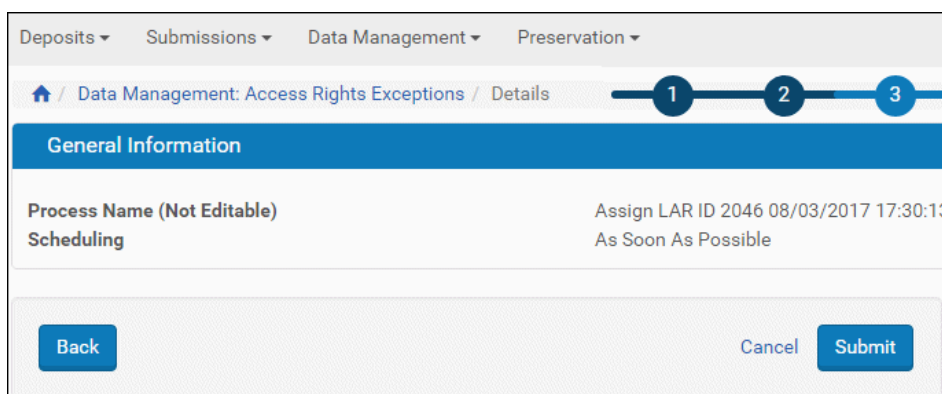 Deposits Submissions Data Management Preservation
/ Data Management: Access Rights Exceptions / Details 1 2 3
General Information
Process Name (Not Editable) Assign LAR ID 2046 08/03/2017 17:30:13
Scheduling As Soon As Possible
Back Cancel Submit